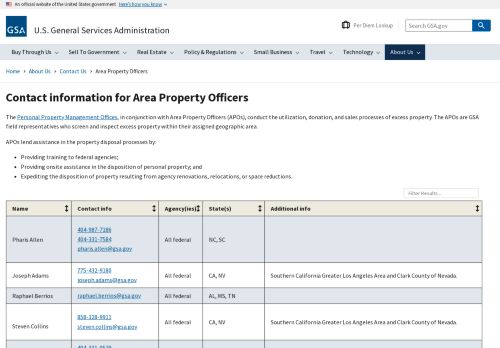 An official website of the United States government Here's how you know
GSA
U.S. General Services Administration
Per Diem Lookup
Search GSA.gov
Buy Through Us
Sell To Government
Real Estate
Policy & Regulations
Small Business
Travel
Technology
About Us
Home
About Us
Contact Us
Area Property Officers
Contact information for Area Property Officers
The Personal Property Management Offices, in conjunction with Area Property Officers (APOs), conduct the utilization, donation, and sales processes of excess property. The APOs are GSA
field representatives who screen and inspect excess property within their assigned geographic area.
APOs lend assistance in the property disposal processes by:
• Providing training to federal agencies;
• Providing onsite assistance in the disposition of personal property; and
• Expediting the disposition of property resulting from agency renovations, relocations, or space reductions.
Filter Results...
Name Contact info Agency(ies) State(s) Additional info
404-987-7186
404-331-7584
Pharis Allen pharis.allen@gsa.gov All federal NC, SC
775-432-9180
Joseph Adams joseph.adams@gsa.gov All federal CA, NV Southern California Greater Los Angeles Area and Clark County of Nevada.
Raphael Berrios raphael.berrios@gsa.gov All federal AL, MS, TN
858-128-9911
Steven Collins steven.collins@gsa.gov All federal CA, NV Southern California Greater Los Angeles Area and Clark County of Nevada.